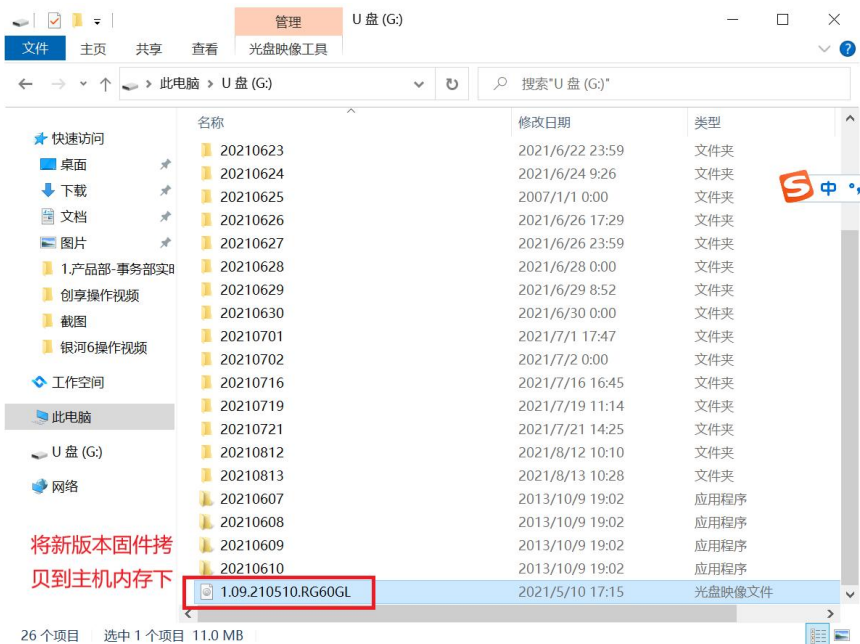 管理
U 盘 (G:)
文件 主页 共享 查看 光盘映像工具
此电脑 > U 盘 (G:)
搜索"U 盘 (G:)"
名称 修改日期 类型
快速访问
桌面
下载
文档
图片
1.产品部-事务部实时
创享操作视频
截图
银河6操作视频
工作空间
此电脑
U 盘 (G:)
网络
20210623 2021/6/22 23:59 文件夹
20210624 2021/6/24 9:26 文件夹
20210625 2007/1/1 0:00 文件夹
20210626 2021/6/26 17:29 文件夹
20210627 2021/6/26 23:59 文件夹
20210628 2021/6/28 0:00 文件夹
20210629 2021/6/29 8:52 文件夹
20210630 2021/6/30 0:00 文件夹
20210701 2021/7/1 17:47 文件夹
20210702 2021/7/2 0:00 文件夹
20210716 2021/7/16 16:45 文件夹
20210719 2021/7/19 11:14 文件夹
20210721 2021/7/21 14:25 文件夹
20210812 2021/8/12 10:10 文件夹
20210813 2021/8/13 10:28 文件夹
20210607 2013/10/9 19:02 应用程序
20210608 2013/10/9 19:02 应用程序
20210609 2013/10/9 19:02 应用程序
20210610 2013/10/9 19:02 应用程序
1.09.210510.RG60GL 2021/5/10 17:15 光盘映像文件
中
将新版本固件拷
贝到主机内存下
26 个项目 选中 1 个项目 11.0 MB